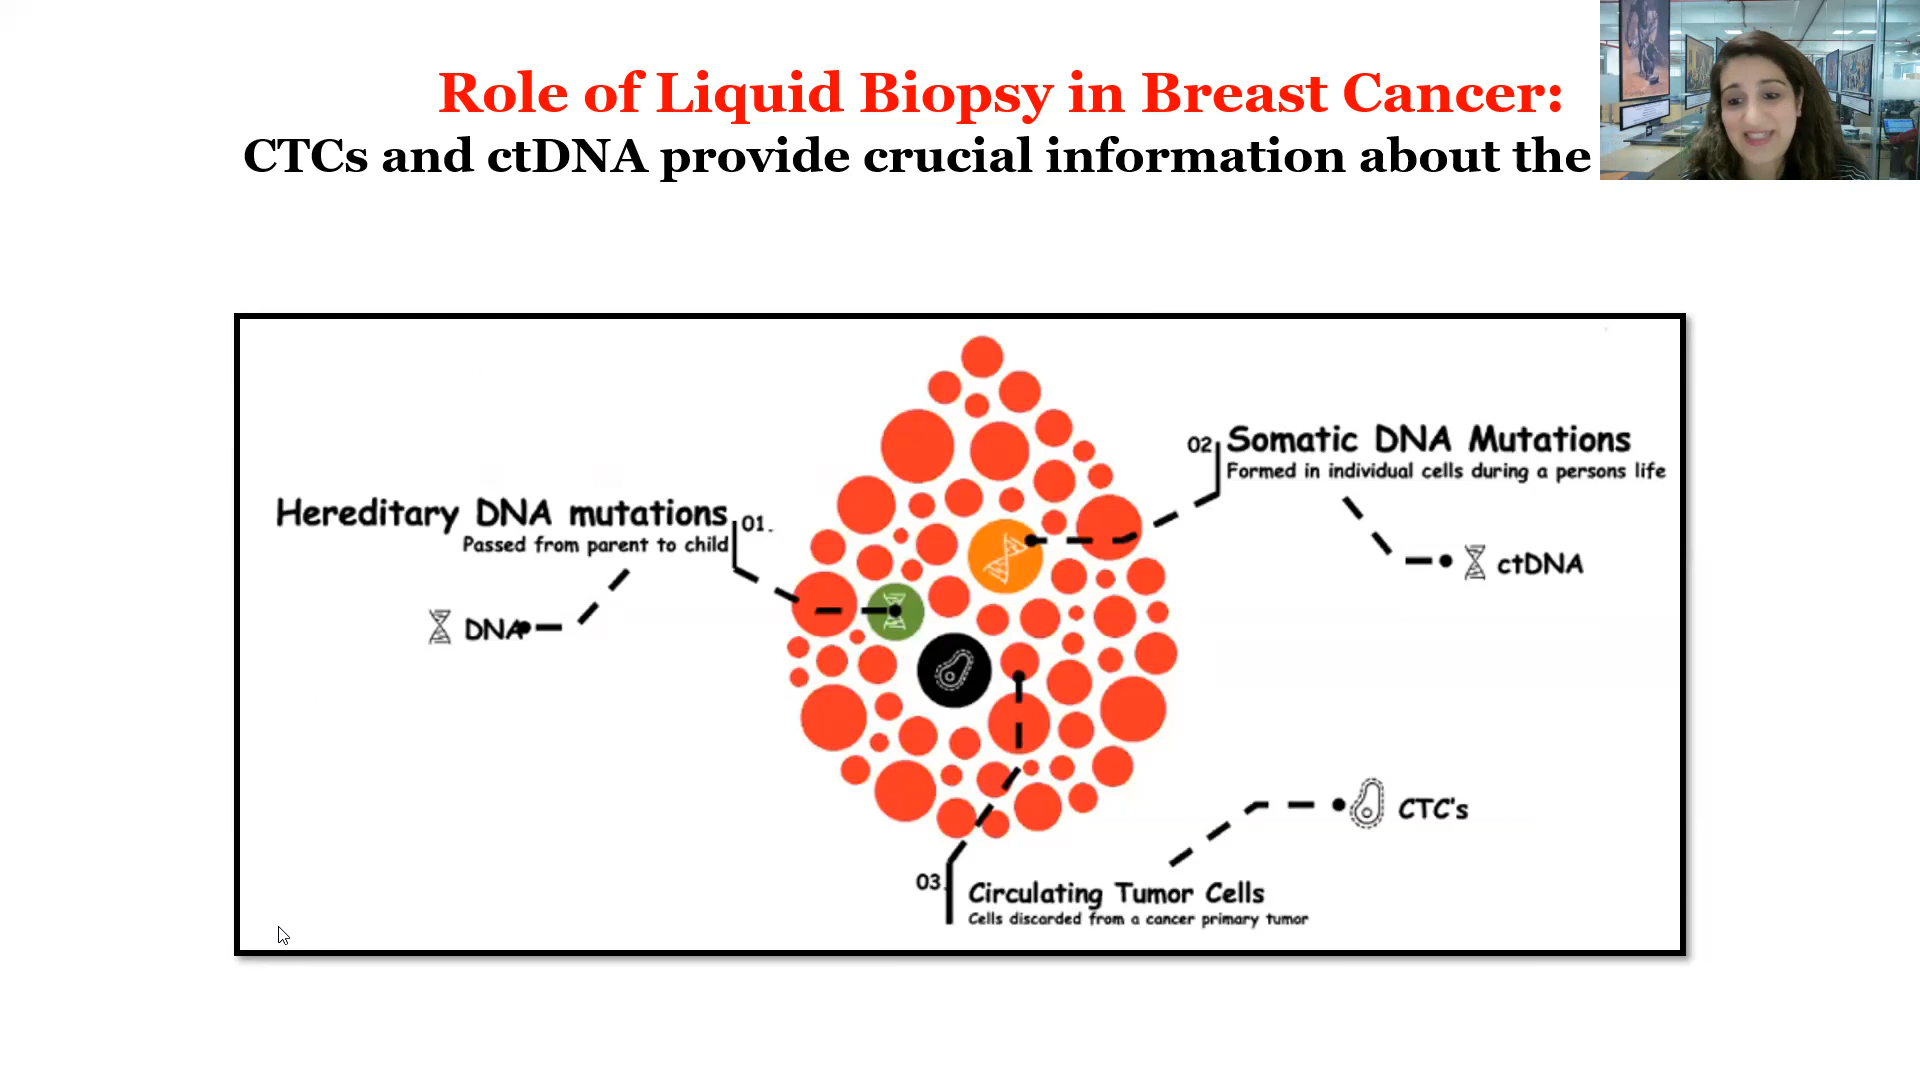 Role of Liquid Biopsy in Breast Cancer:
CTCs and ctDNA provide crucial information about the
02 Somatic DNA Mutations
Formed in individual cells during a persons life
Hereditary DNA mutations 01.
Passed from parent to child
ctDNA
DNA
CTC's
03. Circulating Tumor Cells
Cells discarded from a cancer primary tumor